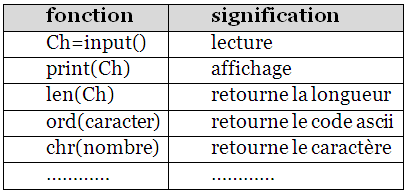 fonction signification
Ch=input() lecture
print(Ch) affichage
len(Ch) retourne la longueur
ord(caracter) retourne le code ascii
chr(nombre) retourne le caractère
………… …………